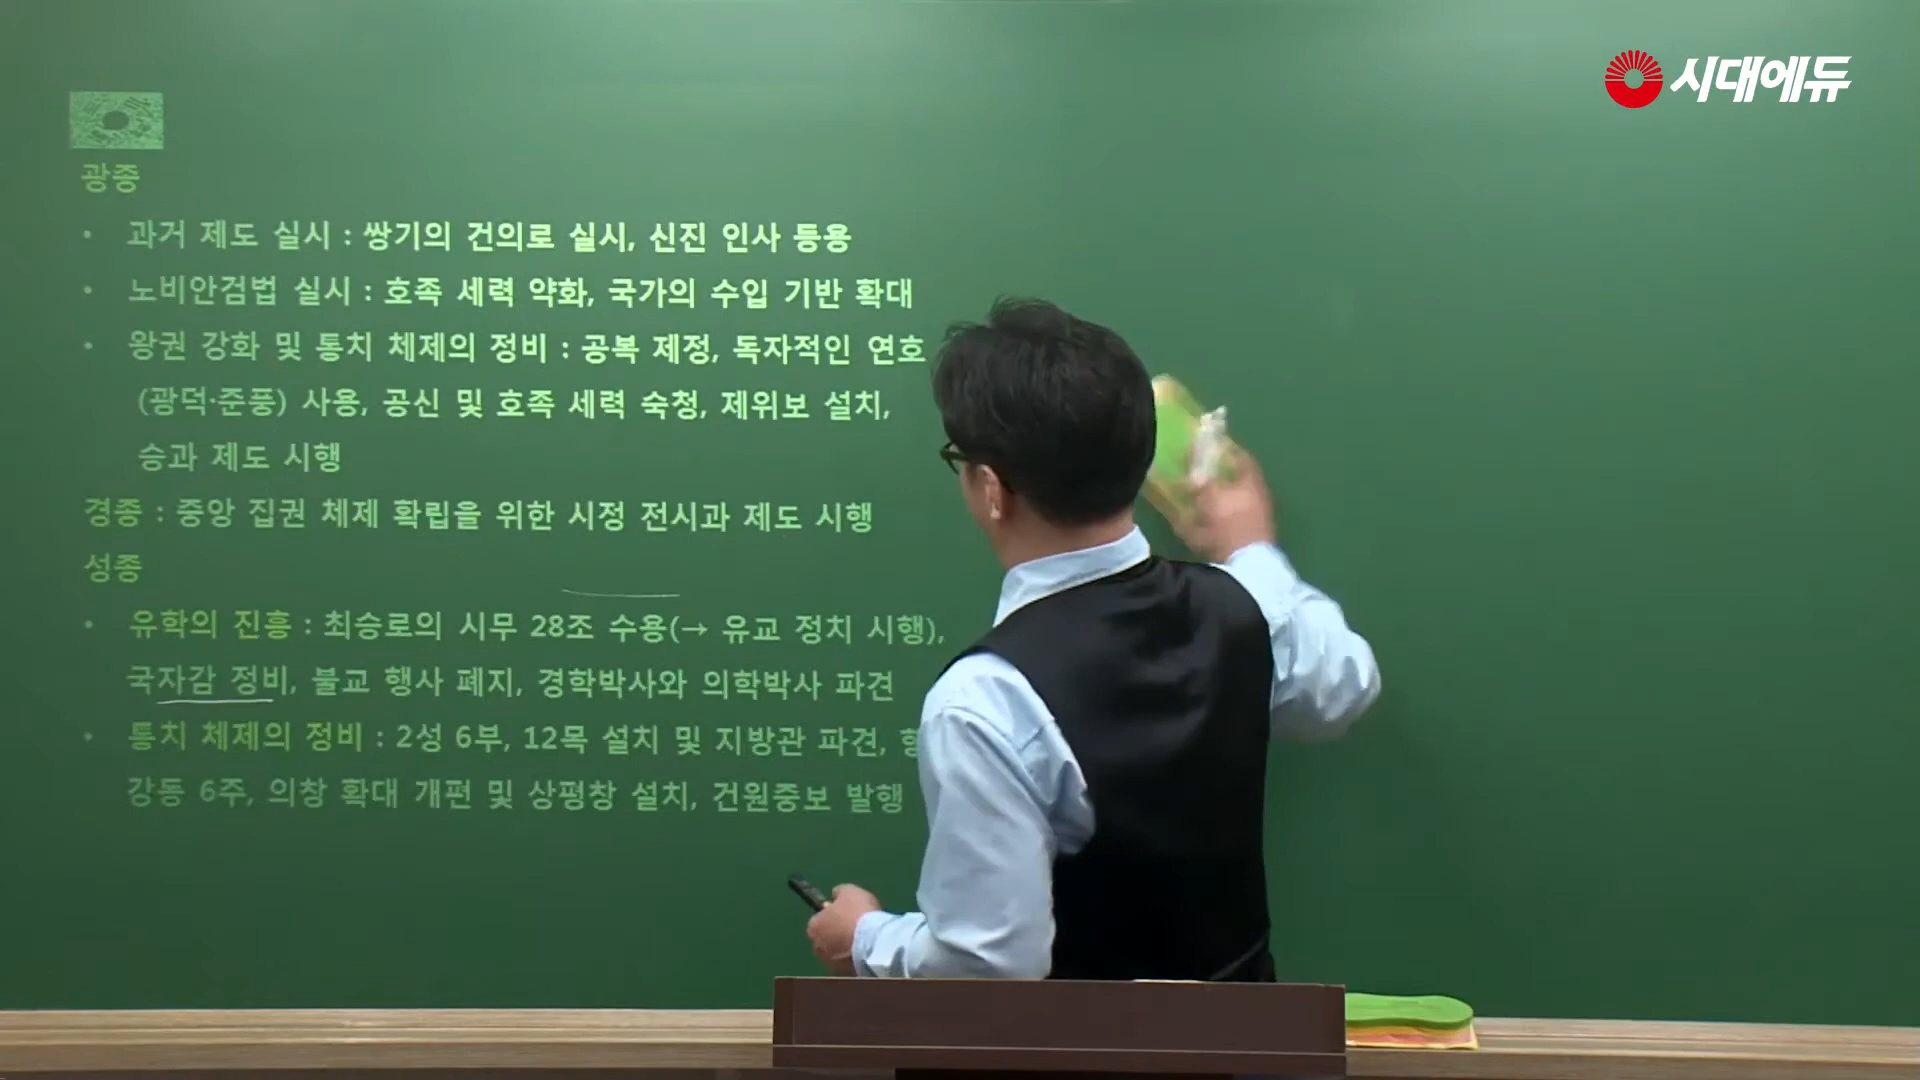 시대에듀
광종
• 과거 제도 실시 : 쌍기의 건의로 실시, 신진 인사 등용
• 노비안검법 실시 : 호족 세력 약화, 국가의 수입 기반 확대
• 왕권 강화 및 통치 체제의 정비 : 공복 제정, 독자적인 연호
(광덕·준풍) 사용, 공신 및 호족 세력 숙청, 제위보 설치,
승과 제도 시행
경종 : 중앙 집권 체제 확립을 위한 시정 전시과 제도 시행
성종
• 유학의 진흥 : 최승로의 시무 28조 수용(→ 유교 정치 시행),
국자감 정비, 불교 행사 폐지, 경학박사와 의학박사 파견
• 통치 체제의 정비 : 2성 6부, 12목 설치 및 지방관 파견,
강동 6주, 의창 확대 개편 및 상평창 설치, 건원중보 발행